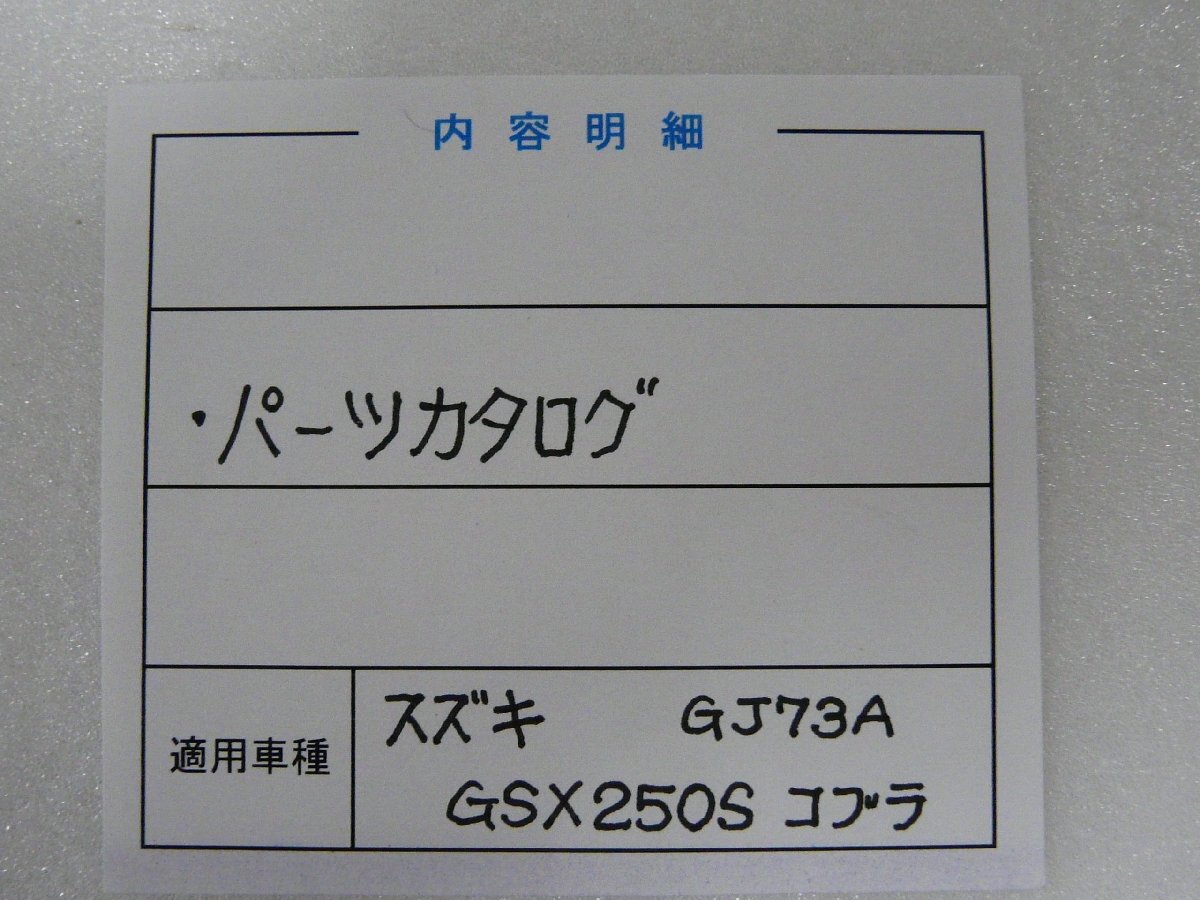 内容明細
・パーツカタログ
適用車種
スズキ GJ73A
GSX250S コブラ